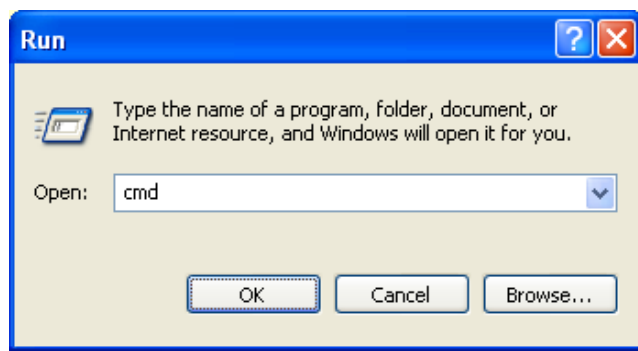 Run
Type the name of a program, folder, document, or
Internet resource, and Windows will open it for you.
Open: cmd
OK Cancel Browse...